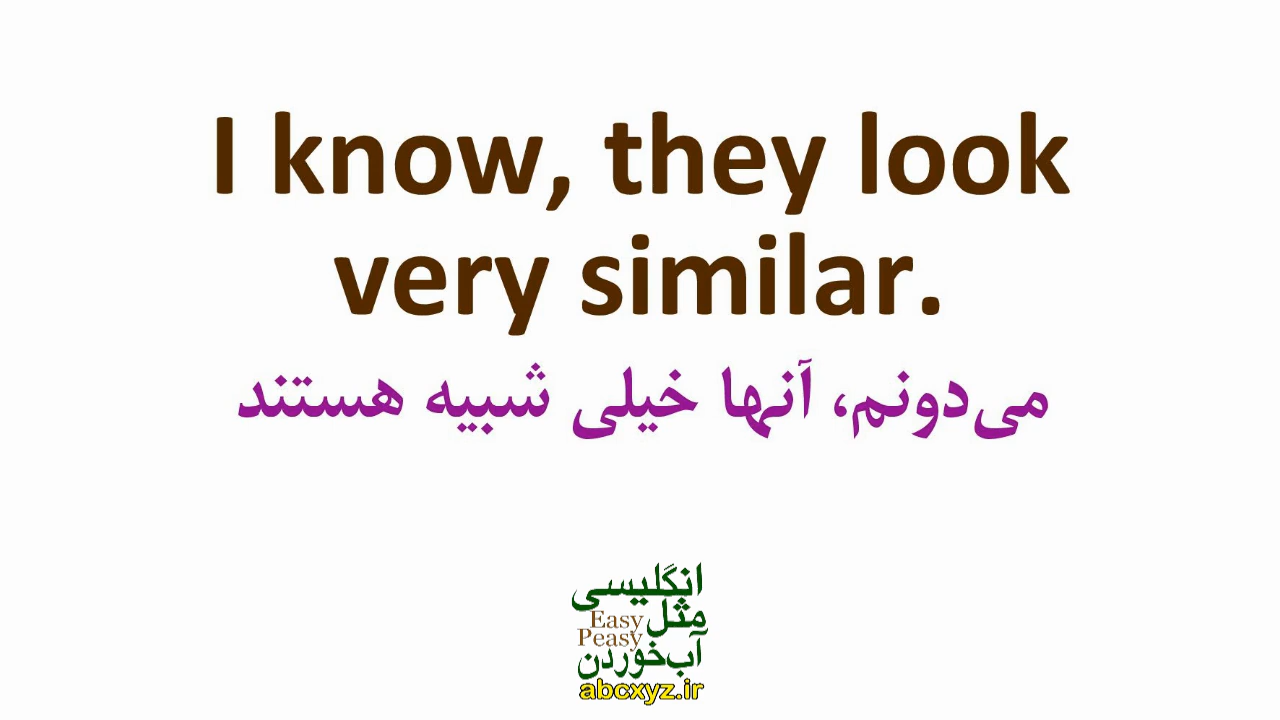 I know, they look
very similar.
می‌دونم، آنها خیلی شبیه هستند
انگلیسی
مثل
Easy
Peasy
آب‌خوردن
abcxyz.ir